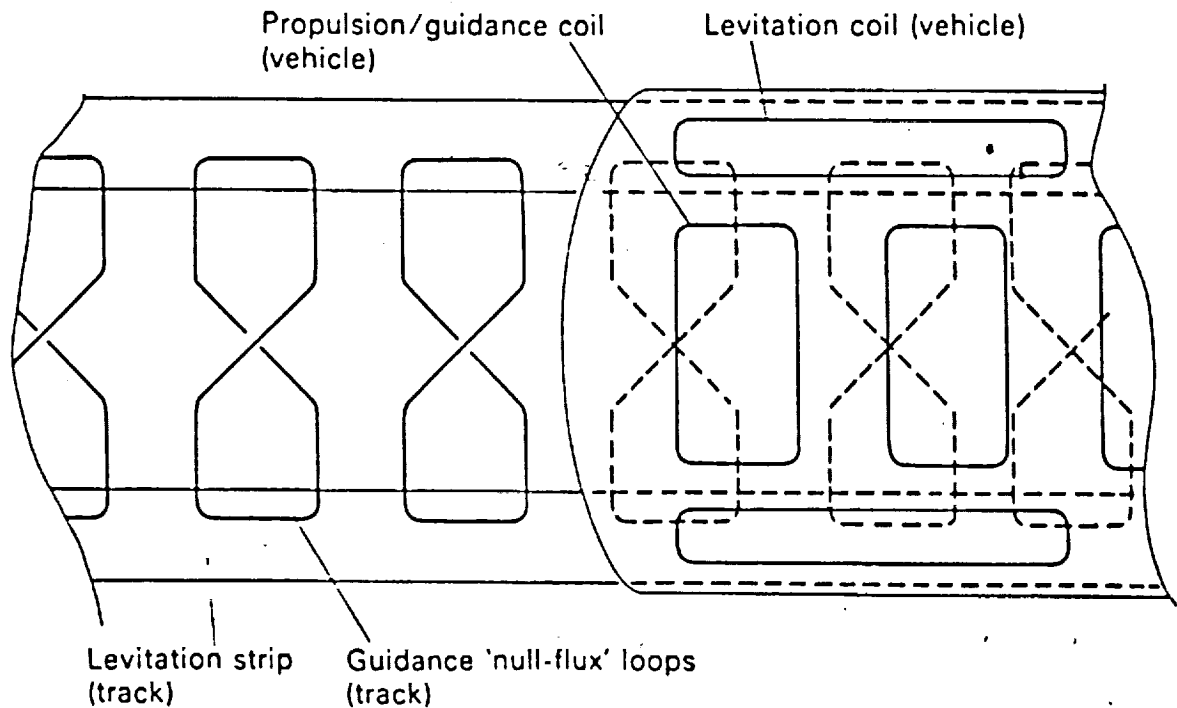 Propulsion/guidance coil
(vehicle)
Levitation coil (vehicle)
Levitation strip
(track)
Guidance 'null-flux' loops
(track)